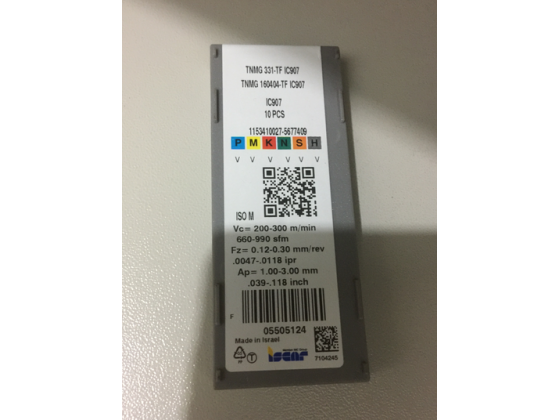 TNMG 331-TF IC907
TNMG 160404-TF IC907
IC907
10 PCS
1153410027-5677409
P M K N S H
V V V V V V
ISO M
Vc= 200-300 m/min
660-990 sfm
Fz= 0.12-0.30 mm/rev
.0047-.0118 ipr
Ap= 1.00-3.00 mm
.039-.118 inch
F
05505124
Made in Israel
T
iscar
7104245